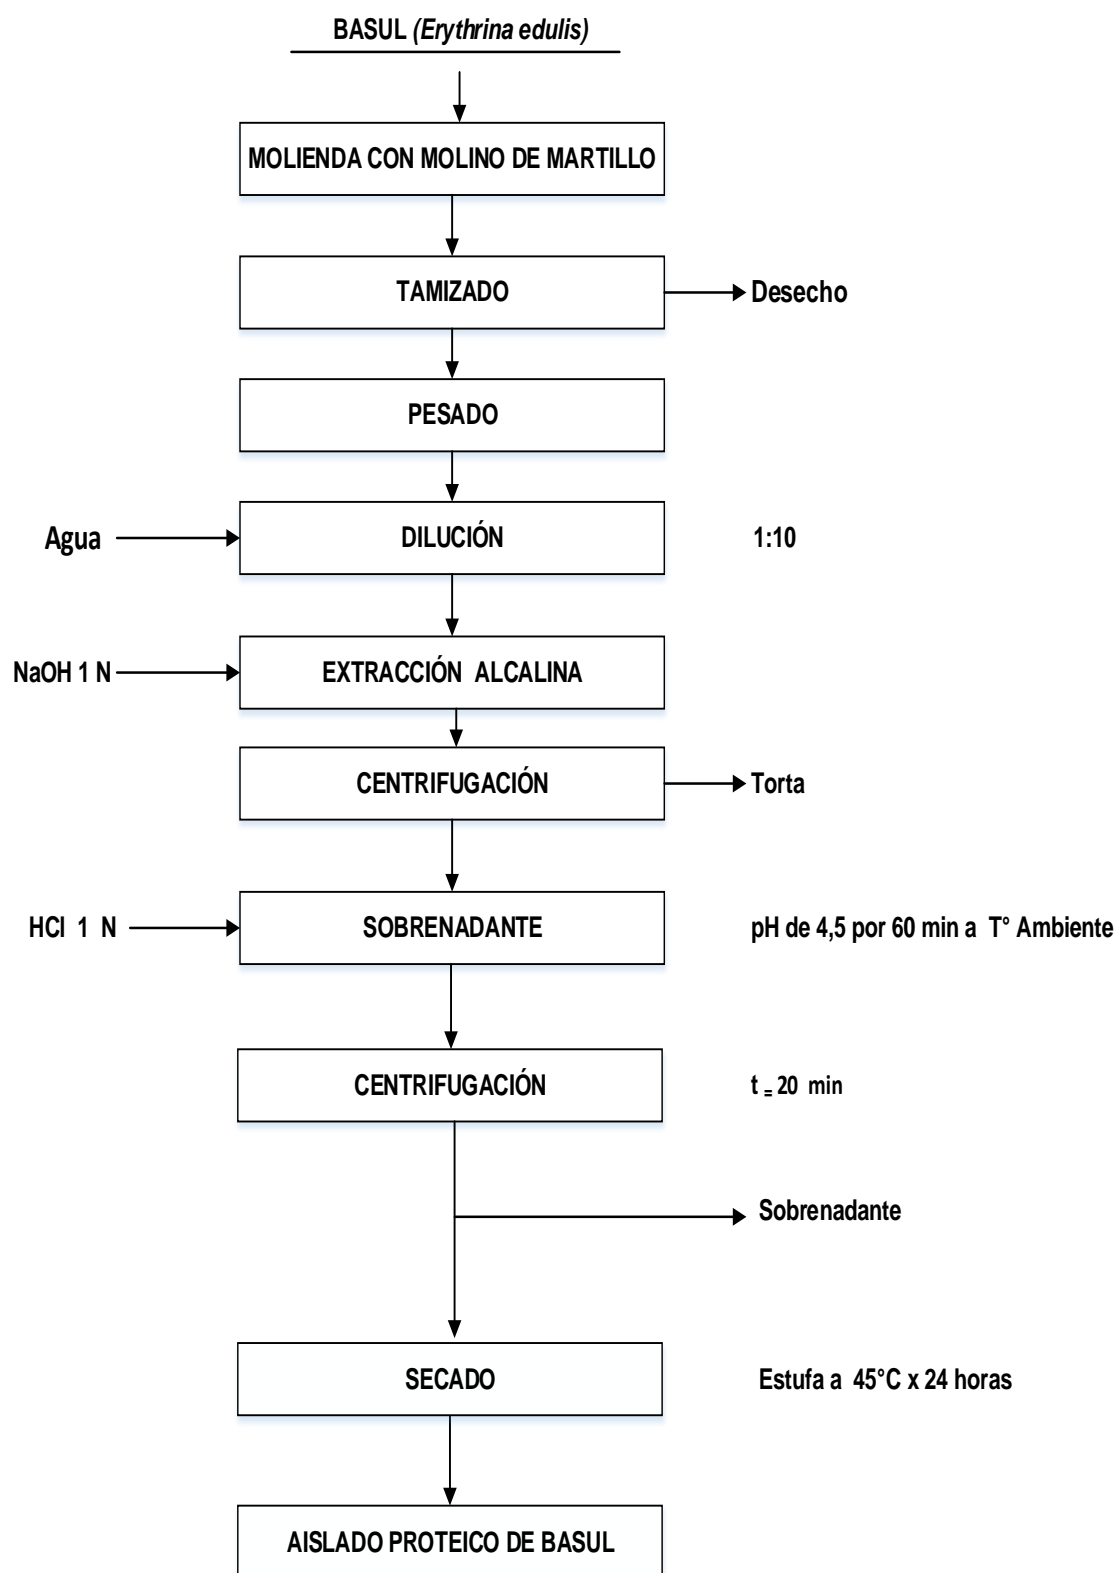 BASUL (Erythrina edulis)
MOLIENDA CON MOLINO DE MARTILLO
TAMIZADO
Desecho
PESADO
Agua
DILUCIÓN
1:10
NaOH 1 N
EXTRACCIÓN ALCALINA
CENTRIFUGACIÓN
Torta
HCl 1 N
SOBRENADANTE
pH de 4,5 por 60 min a T° Ambiente
CENTRIFUGACIÓN
t = 20 min
Sobrenadante
SECADO
Estufa a 45°C x 24 horas
AISLADO PROTEICO DE BASUL